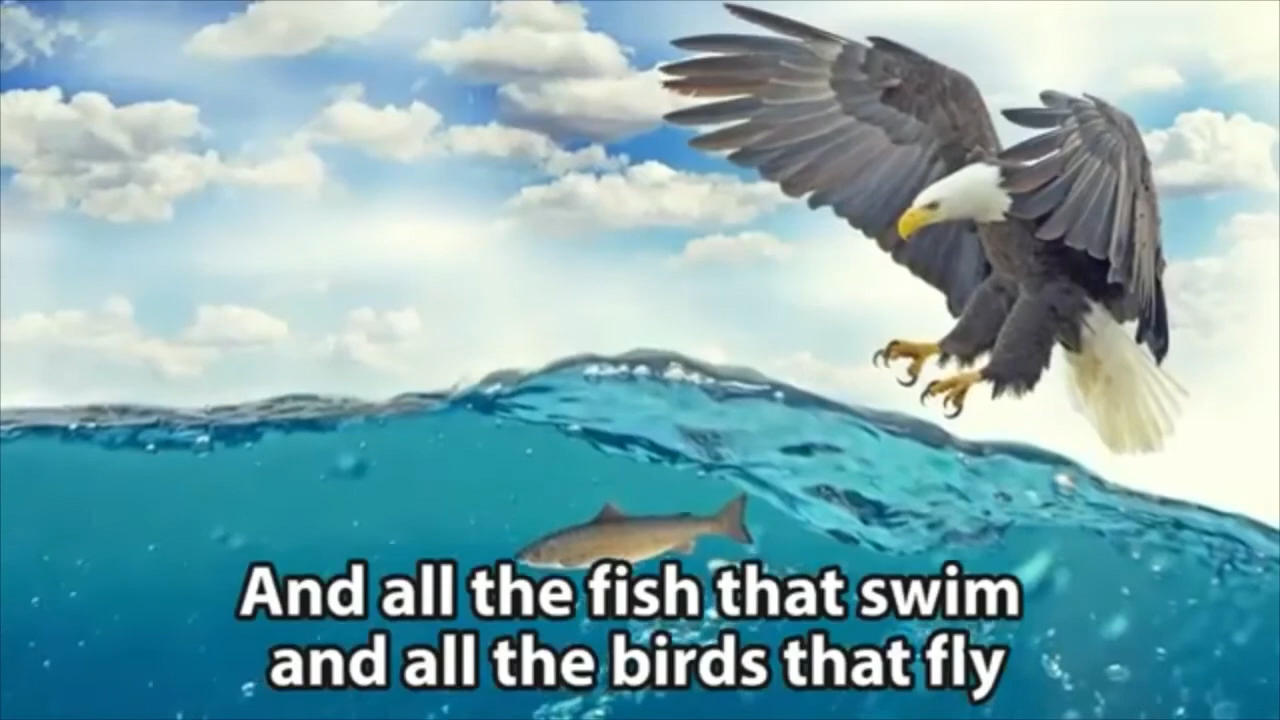 And all the fish that swim
and all the birds that fly